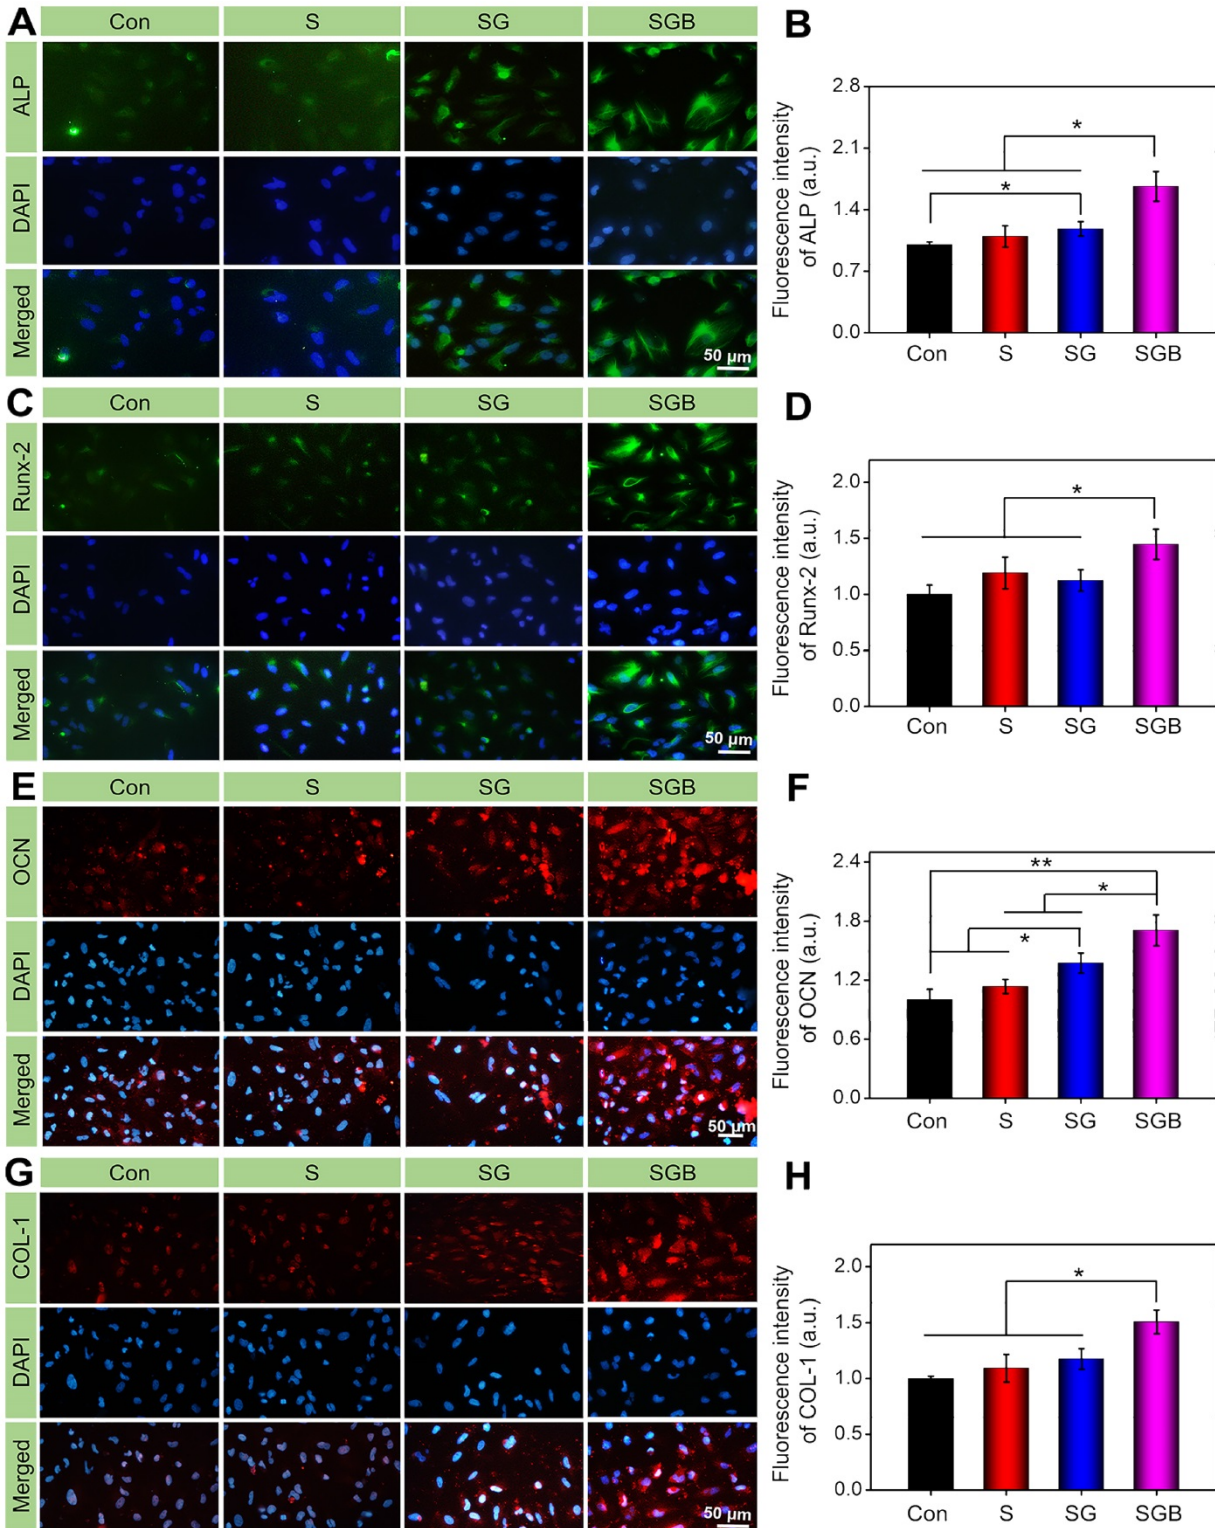 A
Con S SG SGB
ALP
DAPI
Merged
50 μm
B
Fluorescence intensity
of ALP (a.u.)
2.8
2.1
1.4
0.7
0.0
*
*
Con S SG SGB
C
Con S SG SGB
Runx-2
DAPI
Merged
50 μm
D
Fluorescence intensity
of Runx-2 (a.u.)
2.0
1.5
1.0
0.5
0.0
*
Con S SG SGB
E
Con S SG SGB
OCN
DAPI
Merged
50 μm
F
Fluorescence intensity
of OCN (a.u.)
2.4
1.8
1.2
0.6
0.0
**
*
*
Con S SG SGB
G
Con S SG SGB
COL-1
DAPI
Merged
50 μm
H
Fluorescence intensity
of COL-1 (a.u.)
2.0
1.5
1.0
0.5
0.0
*
Con S SG SGB